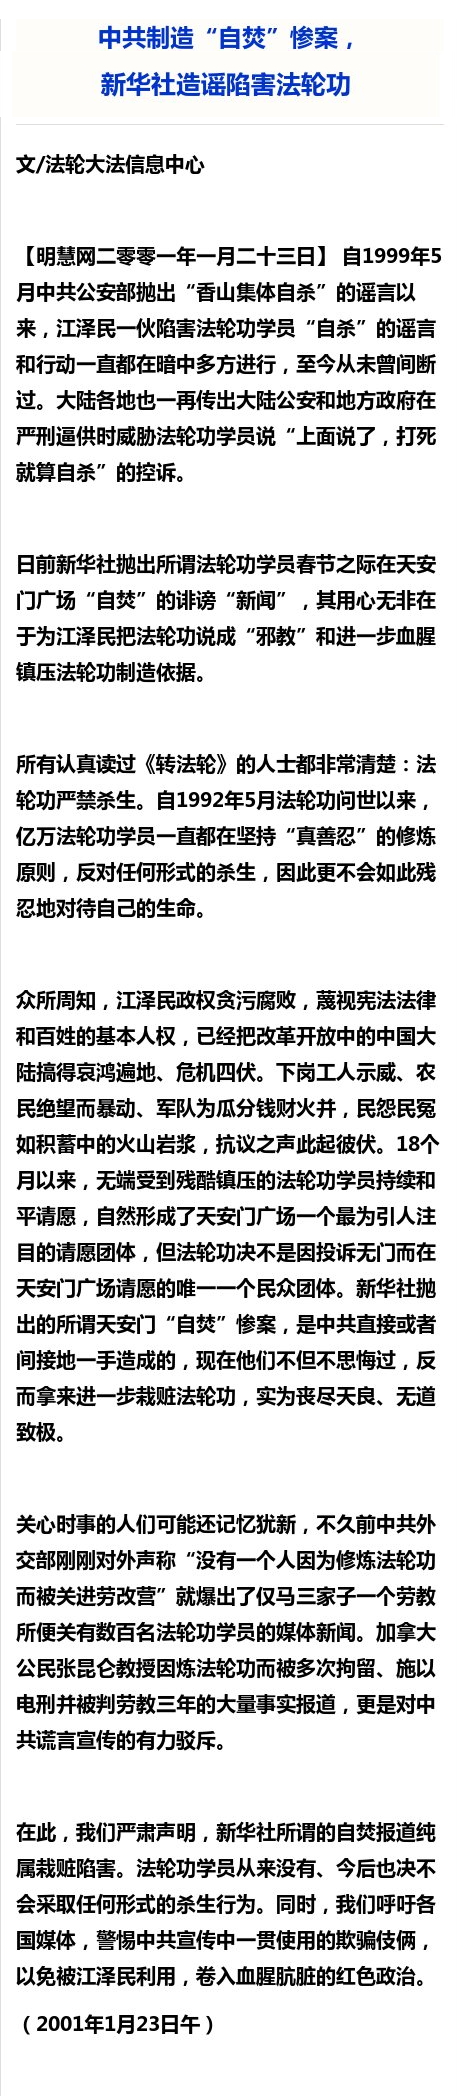 中共制造“自焚”惨案，
新华社造谣陷害法轮功
文/法轮大法信息中心
【明慧网二零零一年一月二十三日】 自1999年5
月中共公安部抛出“香山集体自杀”的谣言以
来，江泽民一伙陷害法轮功学员“自杀”的谣言
和行动一直都在暗中多方进行，至今从未曾间断
过。大陆各地也一再传出大陆公安和地方政府在
严刑逼供时威胁法轮功学员说“上面说了，打死
就算自杀”的控诉。
日前新华社抛出所谓法轮功学员春节之际在天安
门广场“自焚”的诽谤“新闻”，其用心无非在
于为江泽民把法轮功说成“邪教”和进一步血腥
镇压法轮功制造依据。
所有认真读过《转法轮》的人士都非常清楚：法
轮功严禁杀生。自1992年5月法轮功问世以来，
亿万法轮功学员一直都在坚持“真善忍”的修炼
原则，反对任何形式的杀生，因此更不会如此残
忍地对待自己的生命。
众所周知，江泽民政权贪污腐败，蔑视宪法法律
和百姓的基本人权，已经把改革开放中的中国大
陆搞得哀鸿遍地、危机四伏。下岗工人示威、农
民绝望而暴动、军队为瓜分钱财火并，民怨民冤
如积蓄中的火山岩浆，抗议之声此起彼伏。18个
月以来，无端受到残酷镇压的法轮功学员持续和
平请愿，自然形成了天安门广场一个最为引人注
目的请愿团体，但法轮功决不是因投诉无门而在
天安门广场请愿的唯一一个民众团体。新华社抛
出的所谓天安门“自焚”惨案，是中共直接或者
间接地一手造成的，现在他们不但不思悔过，反
而拿来进一步栽赃法轮功，实为丧尽天良、无道
致极。
关心时事的人们可能还记忆犹新，不久前中共外
交部刚刚对外声称“没有一个人因为修炼法轮功
而被关进劳改营”就爆出了仅马三家子一个劳教
所便关有数百名法轮功学员的媒体新闻。加拿大
公民张昆仑教授因炼法轮功而被多次拘留、施以
电刑并被判劳教三年的大量事实报道，更是对中
共谎言宣传的有力驳斥。
在此，我们严肃声明，新华社所谓的自焚报道纯
属栽赃陷害。法轮功学员从来没有、今后也决不
会采取任何形式的杀生行为。同时，我们呼吁各
国媒体，警惕中共宣传中一贯使用的欺骗伎俩，
以免被江泽民利用，卷入血腥肮脏的红色政治。
（2001年1月23日午）